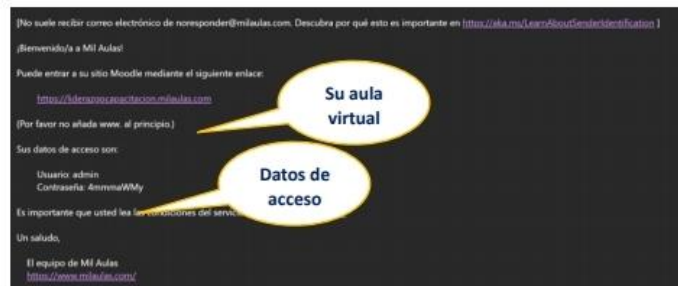 [No suele recibir correo electrónico de noresponder@milaulas.com. Descubra por qué esto es importante en https://aka.ms/LearnAboutSenderIdentification ]
¡Bienvenido/a a Mil Aulas!
Puede entrar a su sitio Moodle mediante el siguiente enlace:
https://liderazgocapacitacion.milaulas.com
(Por favor no añada www. al principio.)
Su aula
virtual
Sus datos de acceso son:
Usuario: admin
Contraseña: 4mmmaWMy
Datos de
acceso
Es importante que usted lea las condiciones del servicio
Un saludo,
El equipo de Mil Aulas
https://www.milaulas.com/